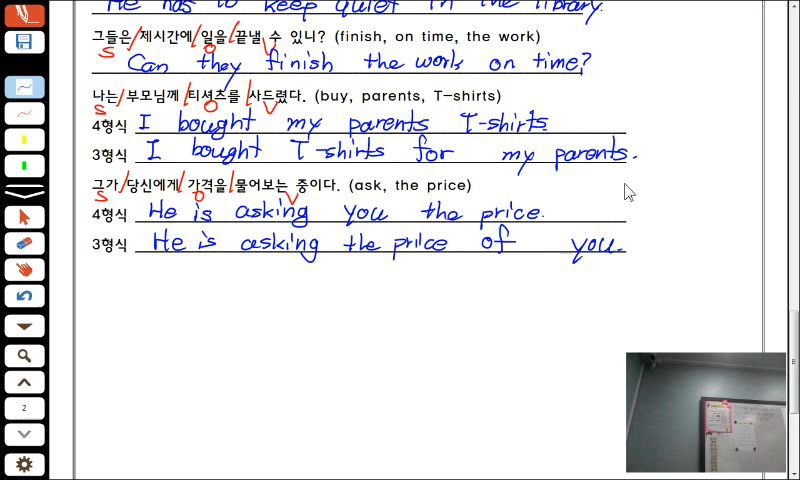 He has to keep quiet in the library.
그들은/제시간에/일을/끝낼 수 있니? (finish, on time, the work)
S O V
Can they finish the work on time?
나는/부모님께/티셔츠를/사드렸다. (buy, parents, T-shirts)
S O V
4형식 I bought my parents T-shirts.
3형식 I bought T-shirts for my parents.
그가/당신에게/가격을/물어보는 중이다. (ask, the price)
S O V
4형식 He is asking you the price.
3형식 He is asking the price of you.
2